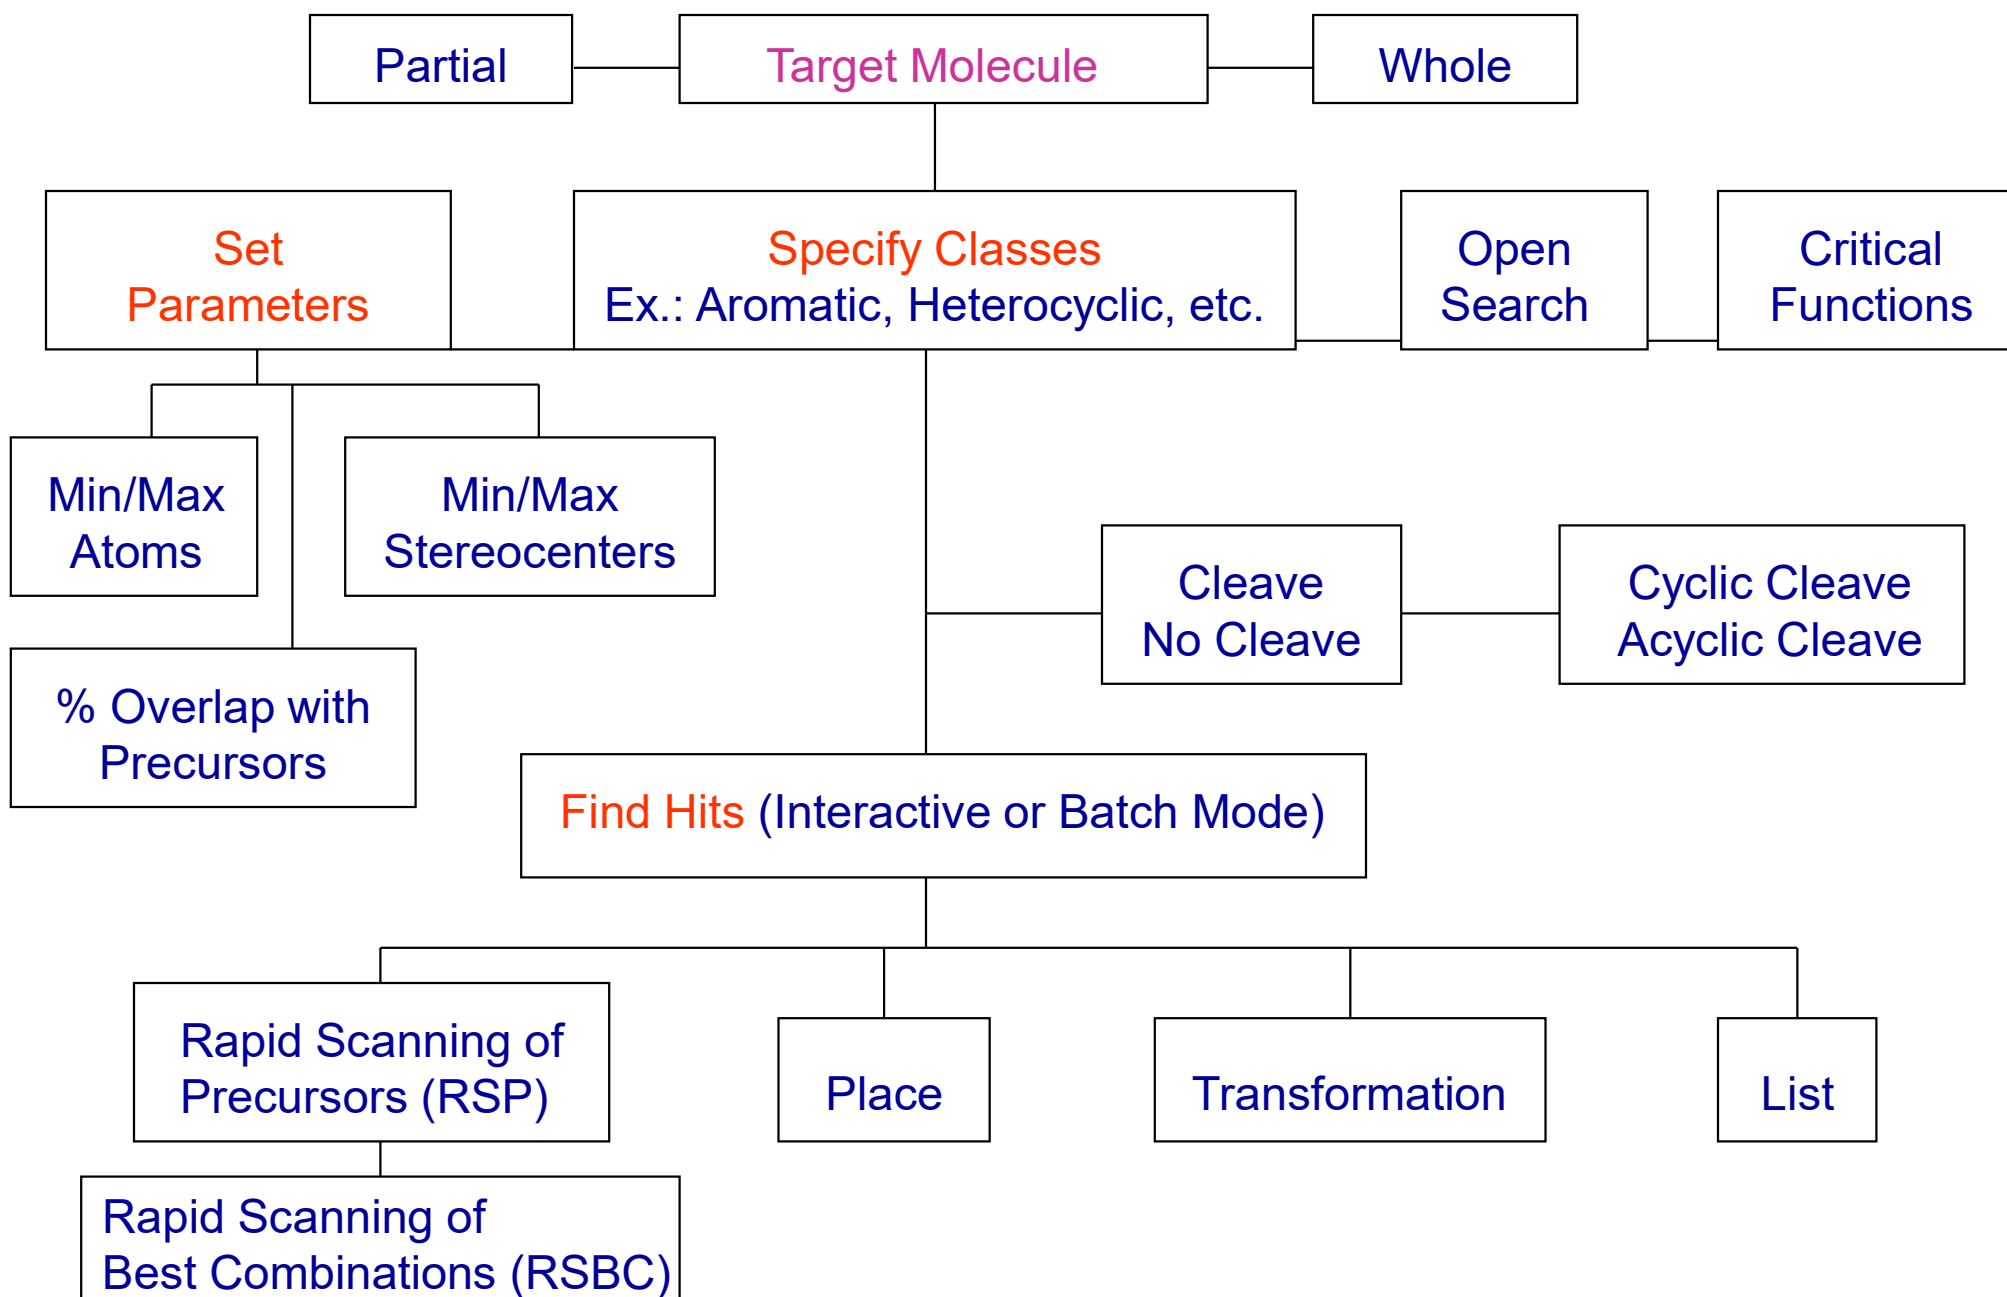 Partial
Target Molecule
Whole
Set
Parameters
Specify Classes
Ex.: Aromatic, Heterocyclic, etc.
Open
Search
Critical
Functions
Min/Max
Atoms
Min/Max
Stereocenters
Cleave
No Cleave
Cyclic Cleave
Acyclic Cleave
% Overlap with
Precursors
Find Hits (Interactive or Batch Mode)
Rapid Scanning of
Precursors (RSP)
Place
Transformation
List
Rapid Scanning of
Best Combinations (RSBC)